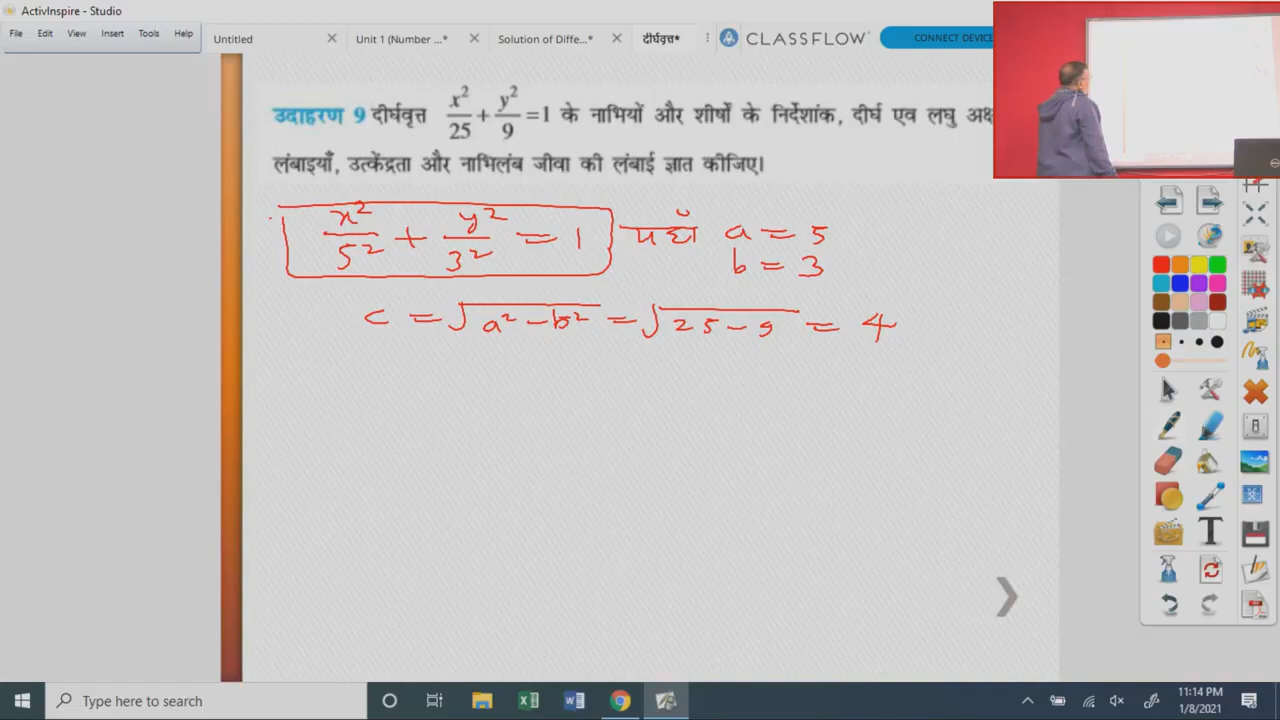 ActivInspire - Studio
File Edit View Insert Tools Help
Untitled Unit 1 (Number ...* Solution of Diffe...* दीर्घवृत्त* CLASSFLOW CONNECT DEVICE
उदाहरण 9 दीर्घवृत्त x²/25 + y²/9 =1 के नाभियों और शीर्षों के निर्देशांक, दीर्घ एव लघु अक्ष
लंबाइयाँ, उत्केंद्रता और नाभिलंब जीवा की लंबाई ज्ञात कीजिए।
x²/5² + y²/3² = 1 a = 5
b = 3
c = √(a² - b²) = √(25 - 9) = 4
Type here to search
11:14 PM
1/8/2021